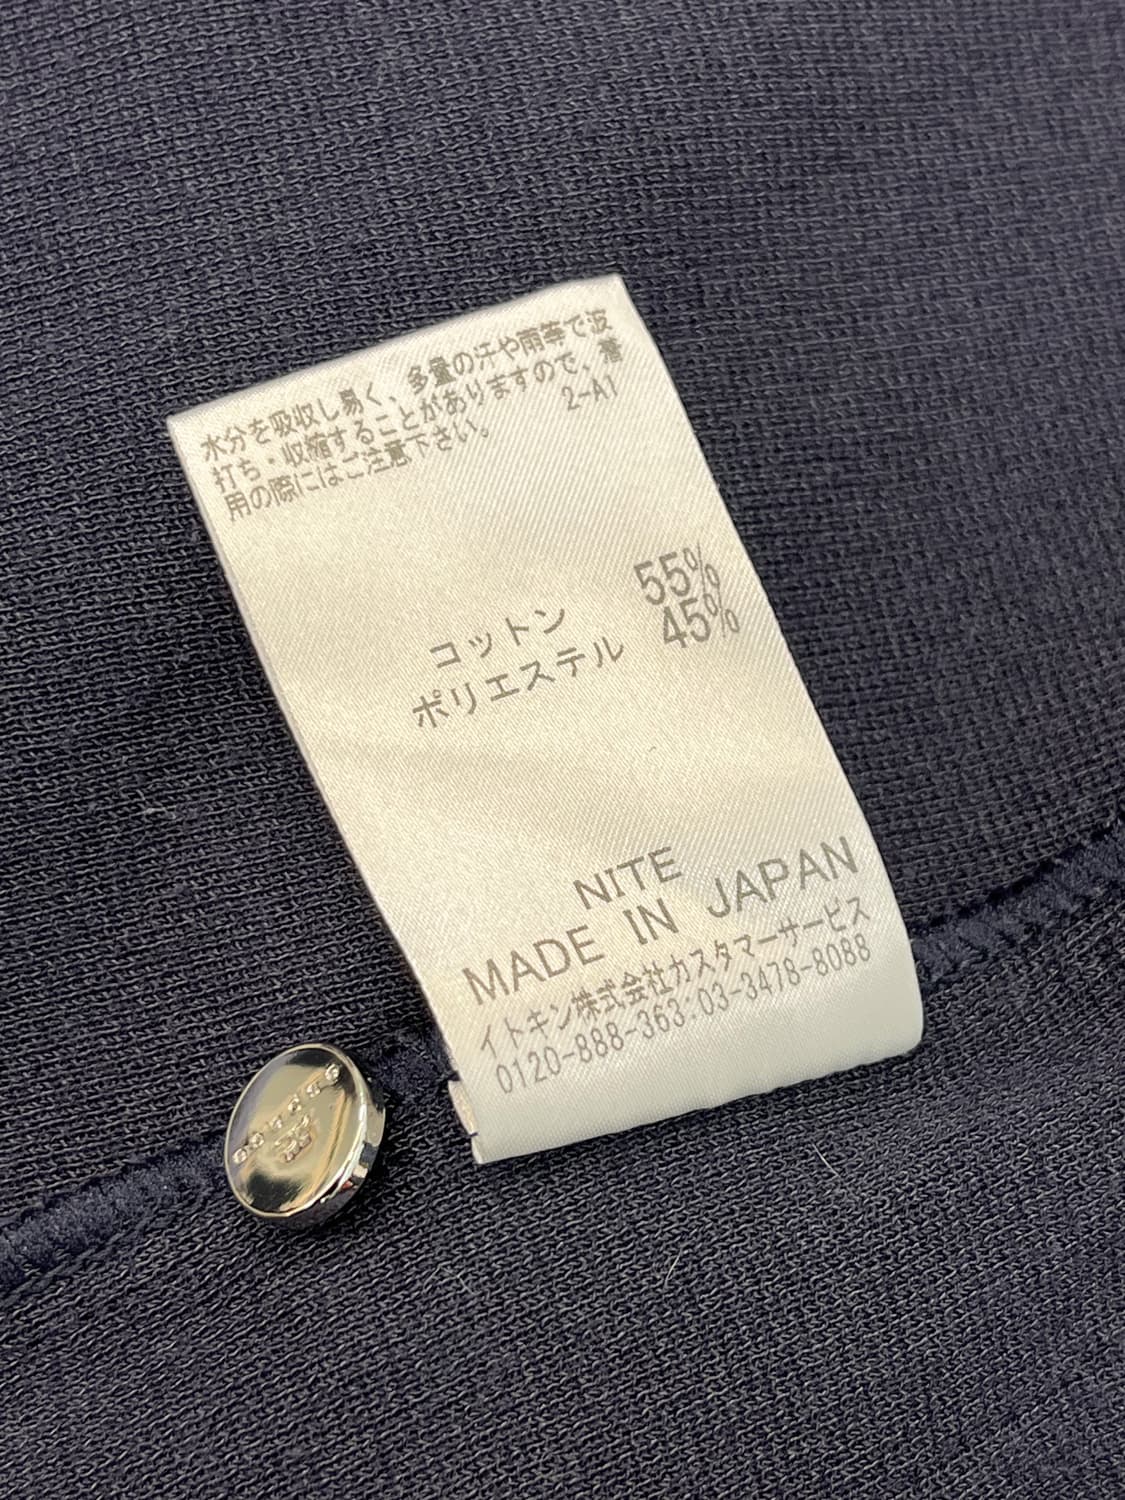 水分を吸収し易く、多量の汗や雨等で波
打ち・収縮することがありますので、着
用の際にはご注意下さい。 2-A1
コットン 55%
ポリエステル 45%
NITE
MADE IN JAPAN
イトキン株式会社カスタマーサービス
0120-888-363:03-3478-8088